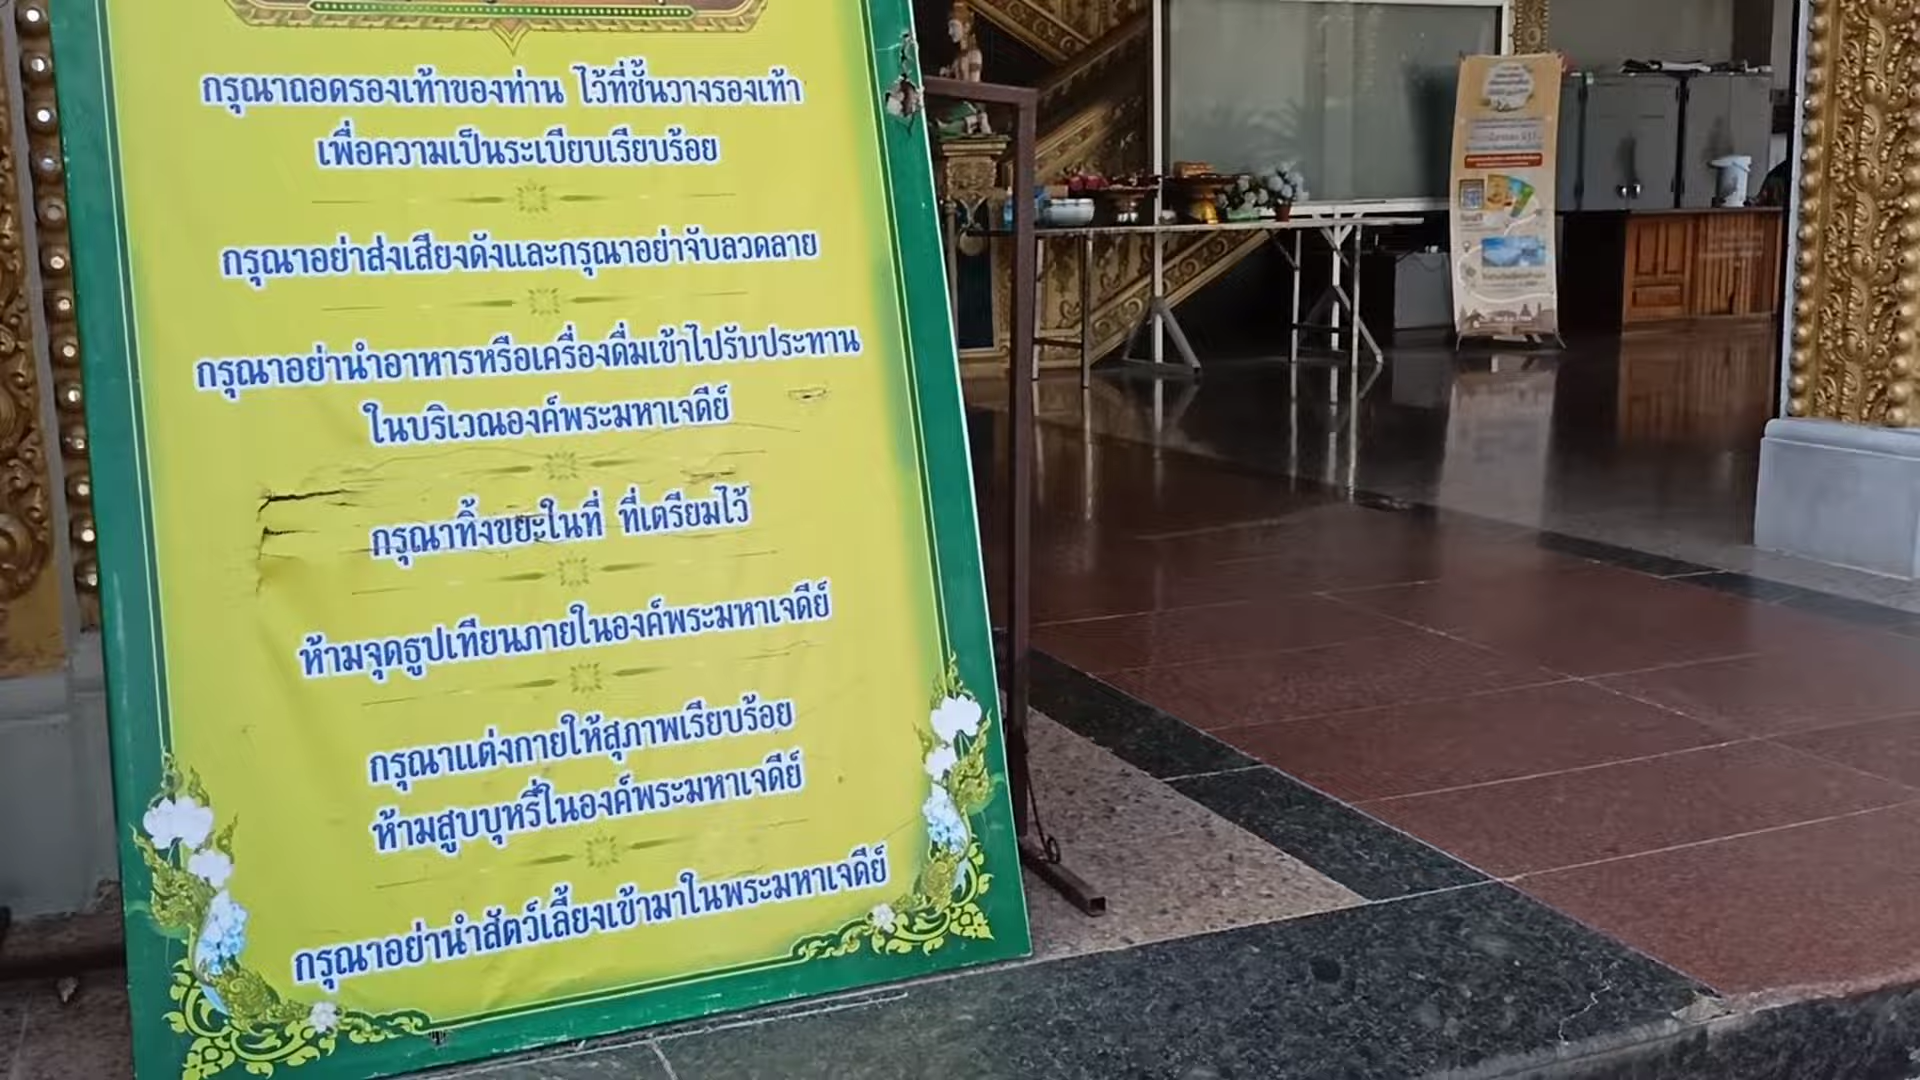 กรุณาถอดรองเท้าของท่าน ไว้ที่ชั้นวางรองเท้า
เพื่อความเป็นระเบียบเรียบร้อย
กรุณาอย่าส่งเสียงดังและกรุณาอย่าจับลวดลาย
กรุณาอย่านำอาหารหรือเครื่องดื่มเข้าไปรับประทาน
ในบริเวณองค์พระมหาเจดีย์
กรุณาทิ้งขยะในที่ ที่เตรียมไว้
ห้ามจุดธูปเทียนภายในองค์พระมหาเจดีย์
กรุณาแต่งกายให้สุภาพเรียบร้อย
ห้ามสูบบุหรี่ในองค์พระมหาเจดีย์
กรุณาอย่านำสัตว์เลี้ยงเข้ามาในพระมหาเจดีย์